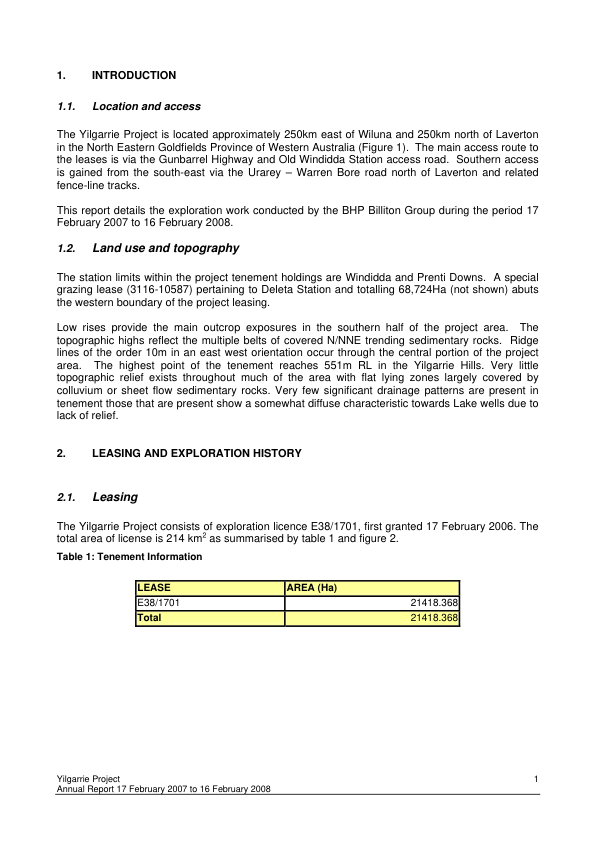 1. INTRODUCTION
1.1. Location and access
The Yilgarrie Project is located approximately 250km east of Wiluna and 250km north of Laverton
in the North Eastern Goldfields Province of Western Australia (Figure 1). The main access route to
the leases is via the Gunbarrel Highway and Old Windidda Station access road. Southern access
is gained from the south-east via the Urarey – Warren Bore road north of Laverton and related
fence-line tracks.
This report details the exploration work conducted by the BHP Billiton Group during the period 17
February 2007 to 16 February 2008.
1.2. Land use and topography
The station limits within the project tenement holdings are Windidda and Prenti Downs. A special
grazing lease (3116-10587) pertaining to Deleta Station and totalling 68,724Ha (not shown) abuts
the western boundary of the project leasing.
Low rises provide the main outcrop exposures in the southern half of the project area. The
topographic highs reflect the multiple belts of covered N/NNE trending sedimentary rocks. Ridge
lines of the order 10m in an east west orientation occur through the central portion of the project
area. The highest point of the tenement reaches 551m RL in the Yilgarrie Hills. Very little
topographic relief exists throughout much of the area with flat lying zones largely covered by
colluvium or sheet flow sedimentary rocks. Very few significant drainage patterns are present in
tenement those that are present show a somewhat diffuse characteristic towards Lake wells due to
lack of relief.
2. LEASING AND EXPLORATION HISTORY
2.1. Leasing
The Yilgarrie Project consists of exploration licence E38/1701, first granted 17 February 2006. The
total area of license is 214 km² as summarised by table 1 and figure 2.
Table 1: Tenement Information
LEASE AREA (Ha)
E38/1701 21418.368
Total 21418.368
Yilgarrie Project 1
Annual Report 17 February 2007 to 16 February 2008